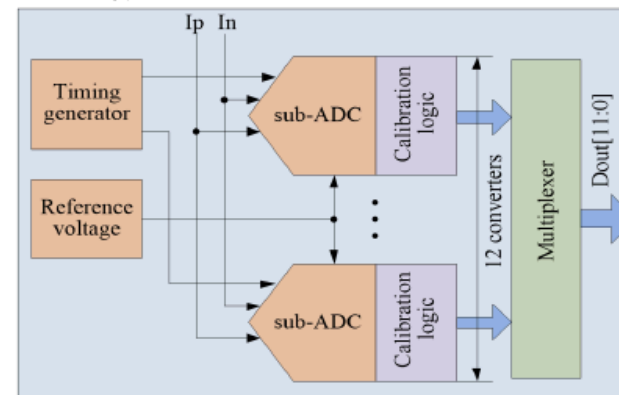 Ip In
Timing
generator
sub-ADC
Calibration
logic
Reference
voltage
12 converters
Multiplexer
Dout[11:0]
sub-ADC
Calibration
logic